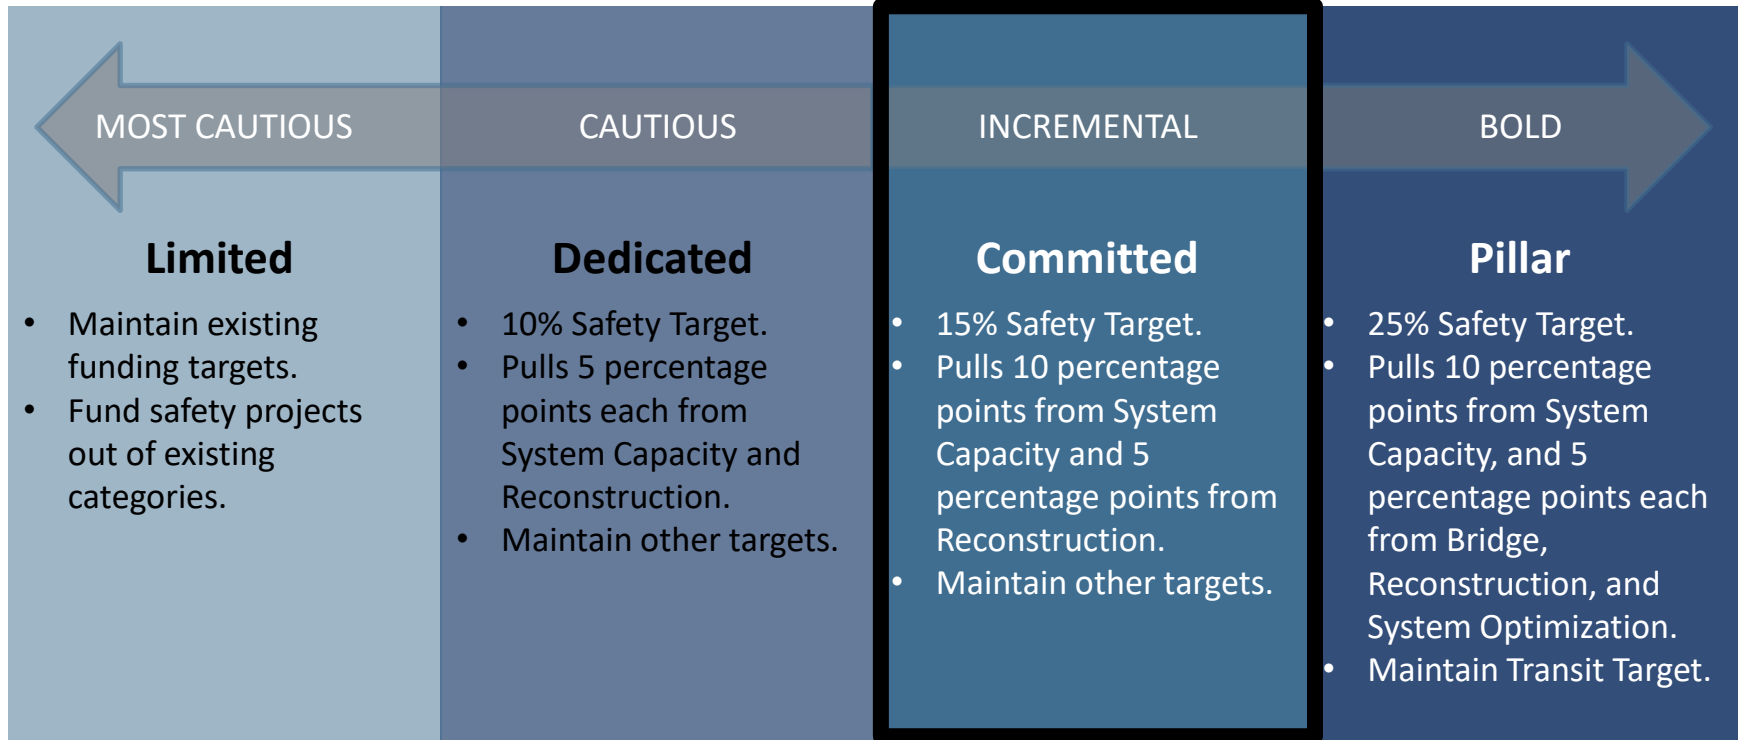 MOST CAUTIOUS
CAUTIOUS
INCREMENTAL
BOLD
Limited
• Maintain existing
funding targets.
• Fund safety projects
out of existing
categories.
Dedicated
• 10% Safety Target.
• Pulls 5 percentage
points each from
System Capacity and
Reconstruction.
• Maintain other targets.
Committed
• 15% Safety Target.
• Pulls 10 percentage
points from System
Capacity and 5
percentage points from
Reconstruction.
• Maintain other targets.
Pillar
• 25% Safety Target.
• Pulls 10 percentage
points from System
Capacity, and 5
percentage points each
from Bridge,
Reconstruction, and
System Optimization.
• Maintain Transit Target.